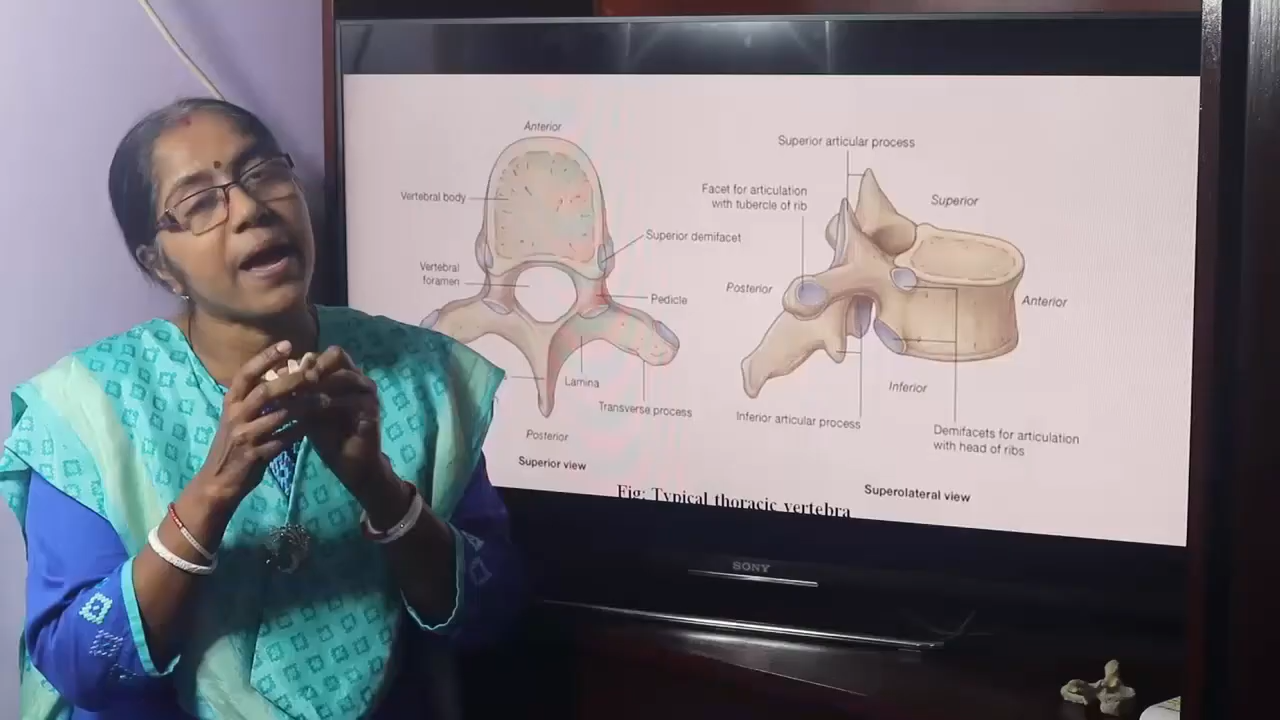 Anterior
Vertebral body
Superior demifacet
Vertebral
foramen
Pedicle
Lamina
Transverse process
Posterior
Superior view
Superior articular process
Facet for articulation
with tubercle of rib
Superior
Posterior
Anterior
Inferior
Inferior articular process
Demifacets for articulation
with head of ribs
Superolateral view
Fig: Typical thoracic vertebra
SONY